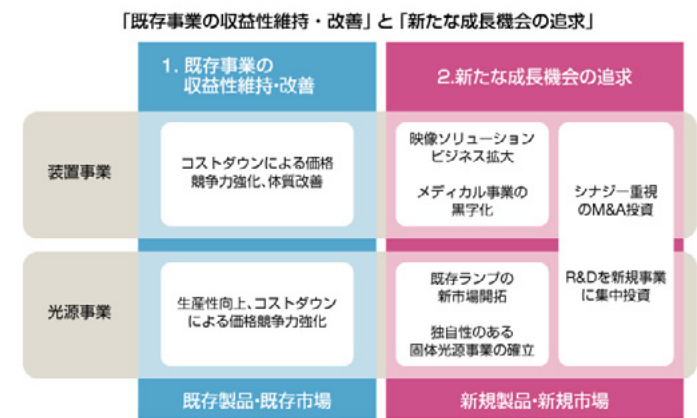 「既存事業の収益性維持・改善」と「新たな成長機会の追求」
1. 既存事業の
収益性維持・改善
2.新たな成長機会の追求
装置事業
コストダウンによる価格
競争力強化、体質改善
映像ソリューション
ビジネス拡大
メディカル事業の
黒字化
シナジー重視
のM&A投資
R&Dを新規事業
に集中投資
光源事業
生産性向上、コストダウン
による価格競争力強化
既存ランプの
新市場開拓
独自性のある
固体光源事業の確立
既存製品・既存市場
新規製品・新規市場